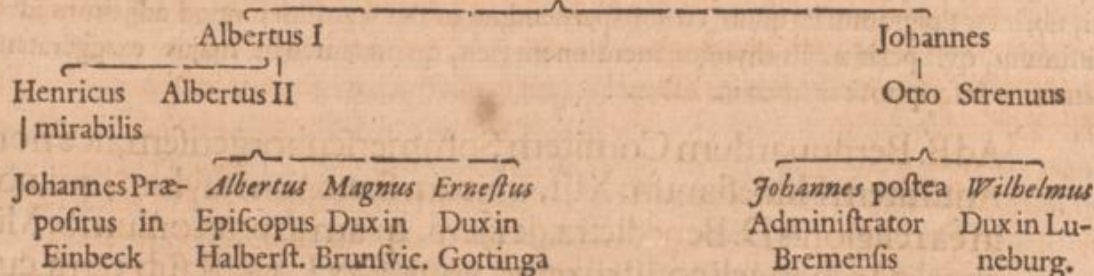 Albertus I Johannes
Henricus Albertus II Otto Strenuus
mirabilis
Johannes Præ- Albertus Magnus Erneſtus Johannes poſtea Wilhelmus
poſitus in Epiſcopus Dux in Dux in Adminiſtrator Dux in Lu-
Einbeck Halberſt. Brunſvic. Gottinga Bremenſis neburg.